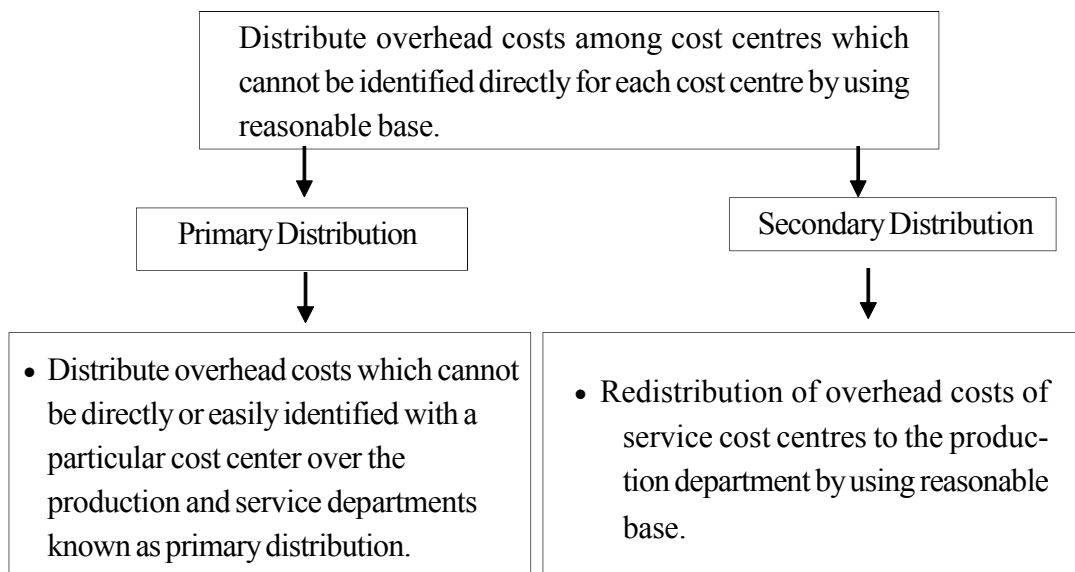 Distribute overhead costs among cost centres which
cannot be identified directly for each cost centre by using
reasonable base.
Primary Distribution
Secondary Distribution
• Distribute overhead costs which cannot
be directly or easily identified with a
particular cost center over the
production and service departments
known as primary distribution.
• Redistribution of overhead costs of
service cost centres to the produc-
tion department by using reasonable
base.